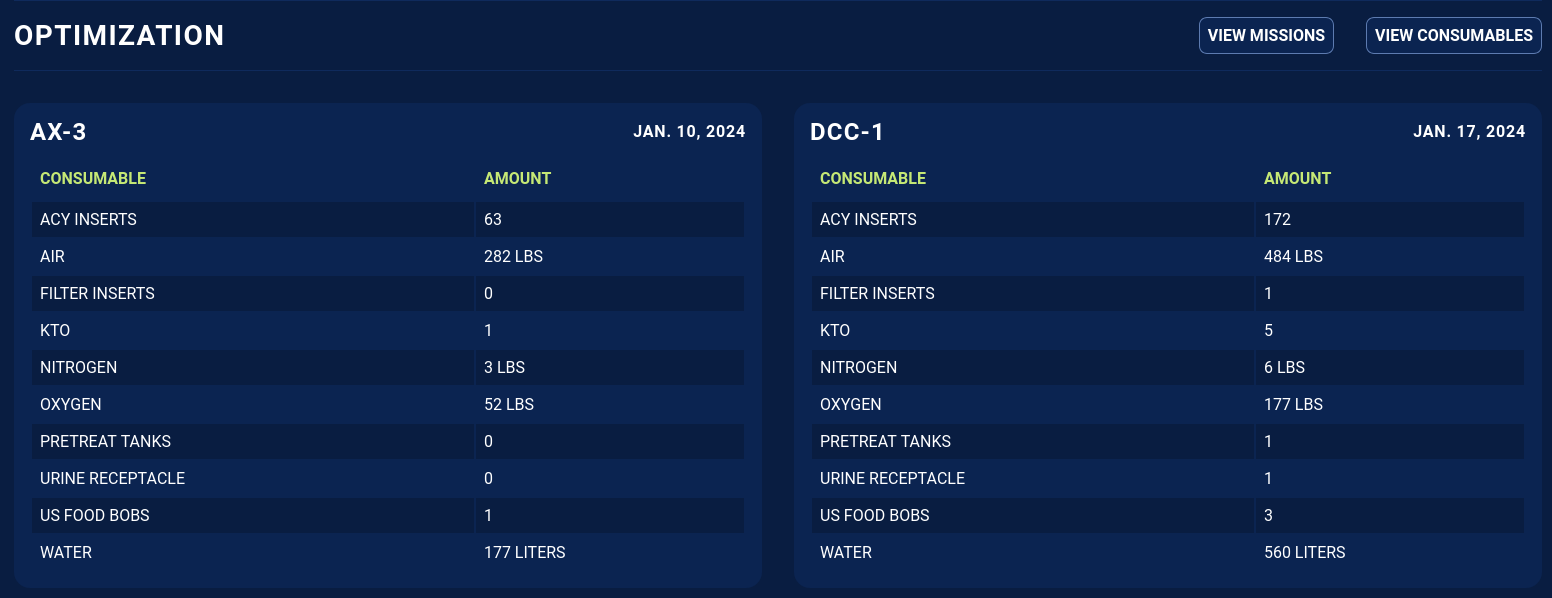 OPTIMIZATION
VIEW MISSIONS
VIEW CONSUMABLES
AX-3
JAN. 10, 2024
CONSUMABLE AMOUNT
ACY INSERTS 63
AIR 282 LBS
FILTER INSERTS 0
KTO 1
NITROGEN 3 LBS
OXYGEN 52 LBS
PRETREAT TANKS 0
URINE RECEPTACLE 0
US FOOD BOBS 1
WATER 177 LITERS
DCC-1
JAN. 17, 2024
CONSUMABLE AMOUNT
ACY INSERTS 172
AIR 484 LBS
FILTER INSERTS 1
KTO 5
NITROGEN 6 LBS
OXYGEN 177 LBS
PRETREAT TANKS 1
URINE RECEPTACLE 1
US FOOD BOBS 3
WATER 560 LITERS